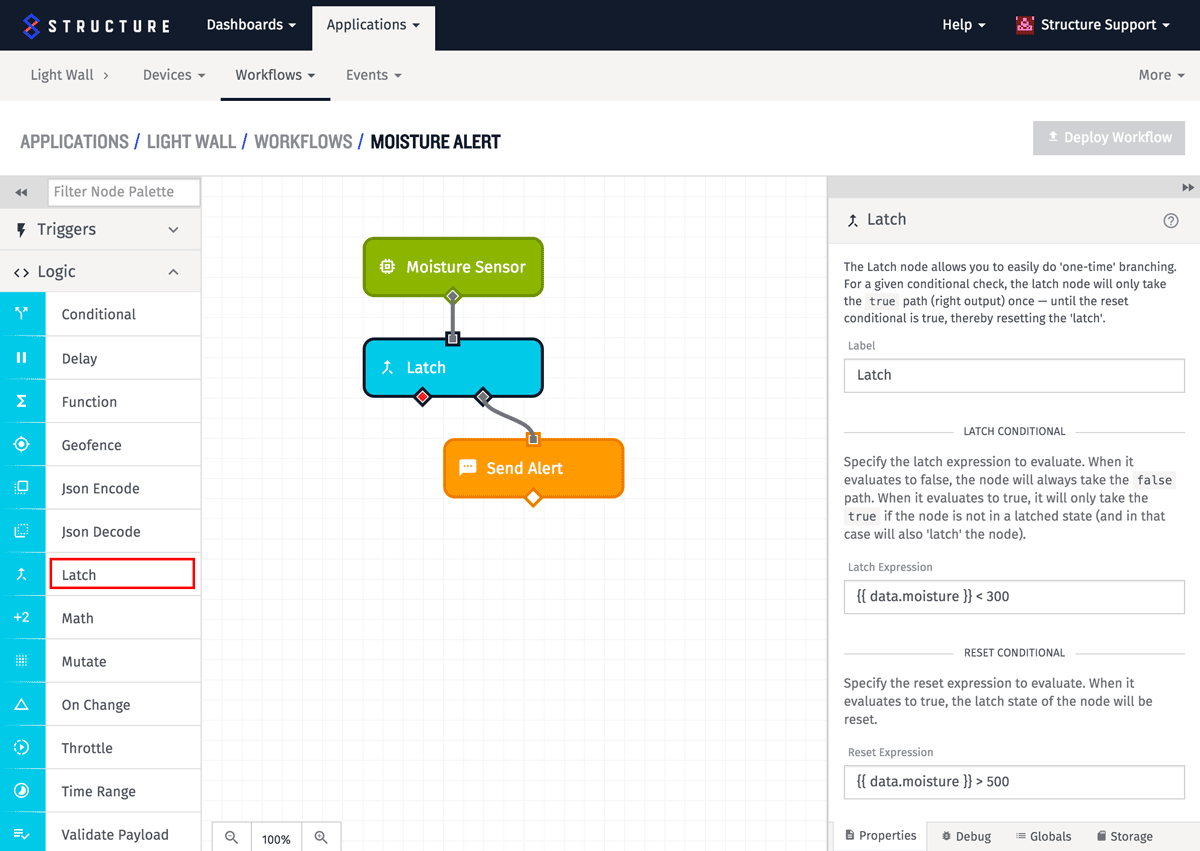 STRUCTURE
Dashboards
Applications
Help
Structure Support
Light Wall
Devices
Workflows
Events
More
APPLICATIONS / LIGHT WALL / WORKFLOWS / MOISTURE ALERT
Deploy Workflow
Filter Node Palette
Triggers
Logic
Conditional
Delay
Function
Geofence
Json Encode
Json Decode
Latch
+2 Math
Mutate
On Change
Throttle
Time Range
Validate Payload
Moisture Sensor
Latch
Send Alert
100%
Latch
The Latch node allows you to easily do 'one-time' branching.
For a given conditional check, the latch node will only take
the true path (right output) once — until the reset
conditional is true, thereby resetting the 'latch'.
Label
Latch
LATCH CONDITIONAL
Specify the latch expression to evaluate. When it
evaluates to false, the node will always take the false
path. When it evaluates to true, it will only take the
true if the node is not in a latched state (and in that
case will also 'latch' the node).
Latch Expression
{{ data.moisture }} < 300
RESET CONDITIONAL
Specify the reset expression to evaluate. When it
evaluates to true, the latch state of the node will be
reset.
Reset Expression
{{ data.moisture }} > 500
Properties
Debug
Globals
Storage